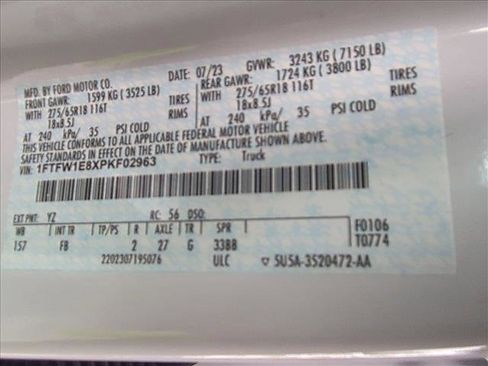 MFD. BY FORD MOTOR CO. DATE: 07/23 GVWR: 3243 KG ( 7150 LB)
FRONT GAWR: 1599 KG ( 3525 LB) REAR GAWR: 1724 KG ( 3800 LB)
WITH 275/65R18 116T TIRES WITH 275/65R18 116T TIRES
18x8.5J RIMS 18x8.5J RIMS
AT 240 kPa/ 35 PSI COLD AT 240 kPa/ 35 PSI COLD
THIS VEHICLE CONFORMS TO ALL APPLICABLE FEDERAL MOTOR VEHICLE
SAFETY STANDARDS IN EFFECT ON THE DATE OF MANUFACTURE SHOWN ABOVE.
VIN: 1FTFW1E8XPKF02963 TYPE: Truck
EXT PNT: YZ RC: 56 DSO:
WB INT TR TP/PS R AXLE TR SPR F0106
157 FB 2 27 G 3388 T0774
2202307195076 ULC 5U5A-3520472-AA